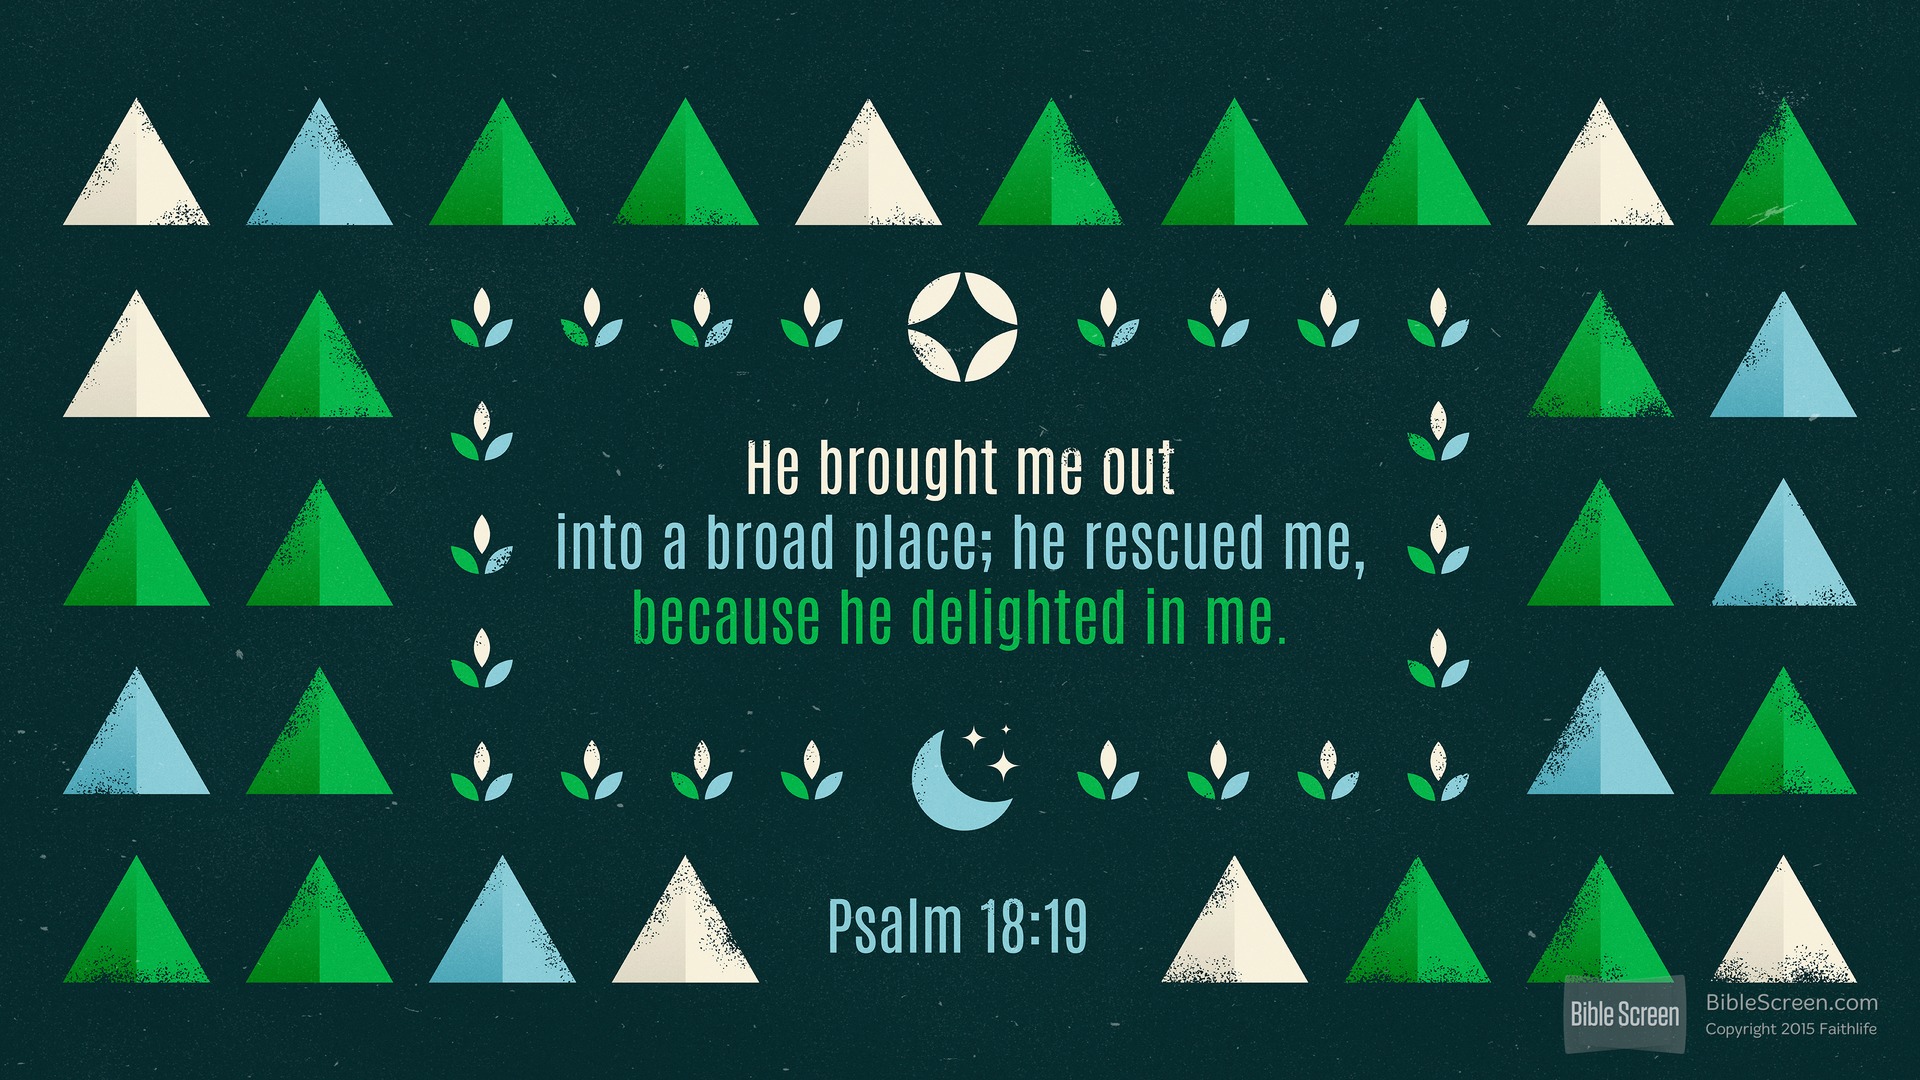 He brought me out
into a broad place; he rescued me,
because he delighted in me.
Psalm 18:19
Bible Screen
BibleScreen.com
Copyright 2015 Faithlife